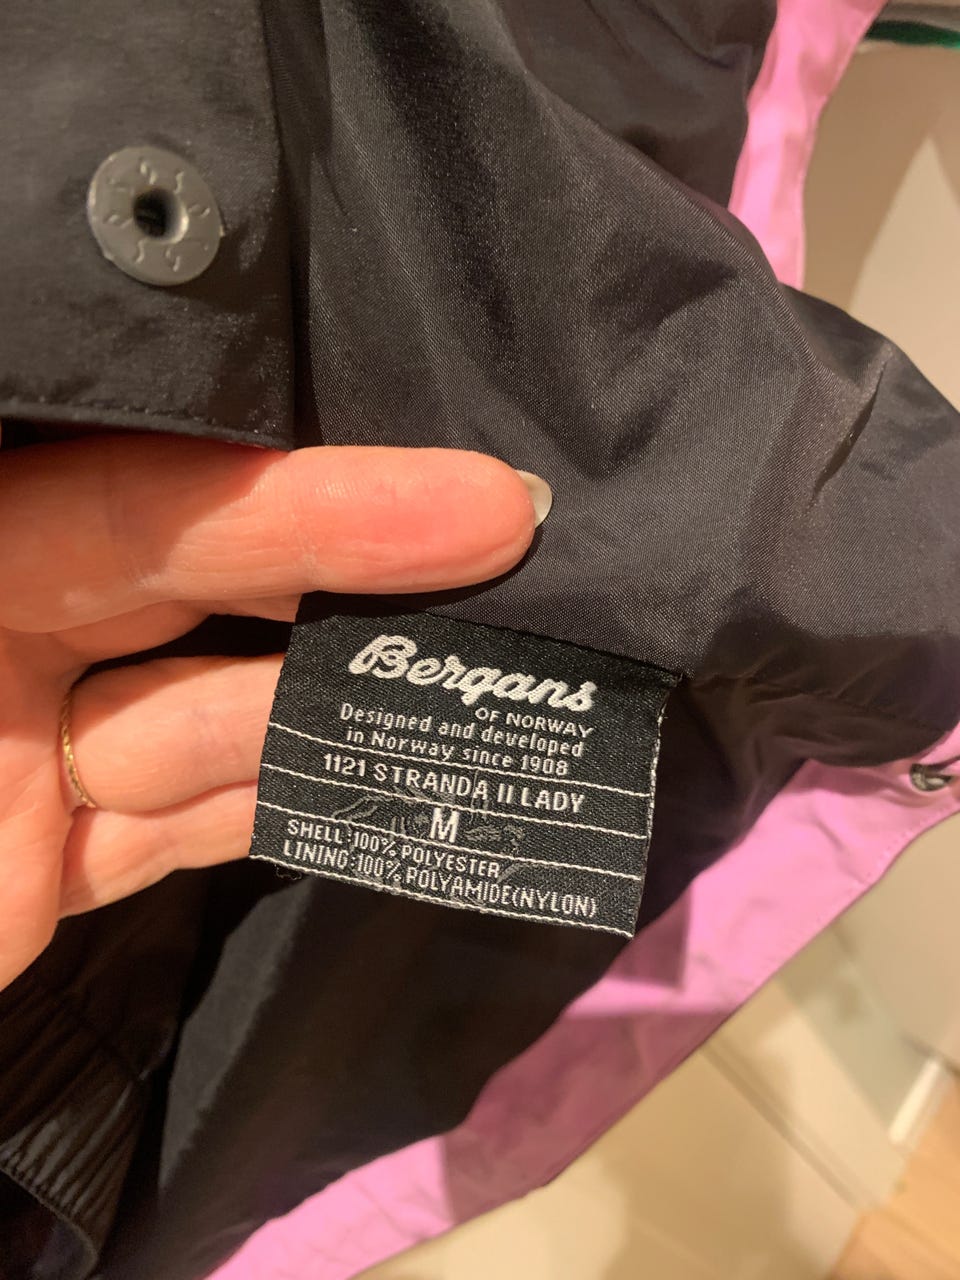 Bergans
OF NORWAY
Designed and developed
in Norway since 1908
1121 STRANDA II LADY
M
SHELL:100% POLYESTER
LINING:100% POLYAMIDE(NYLON)